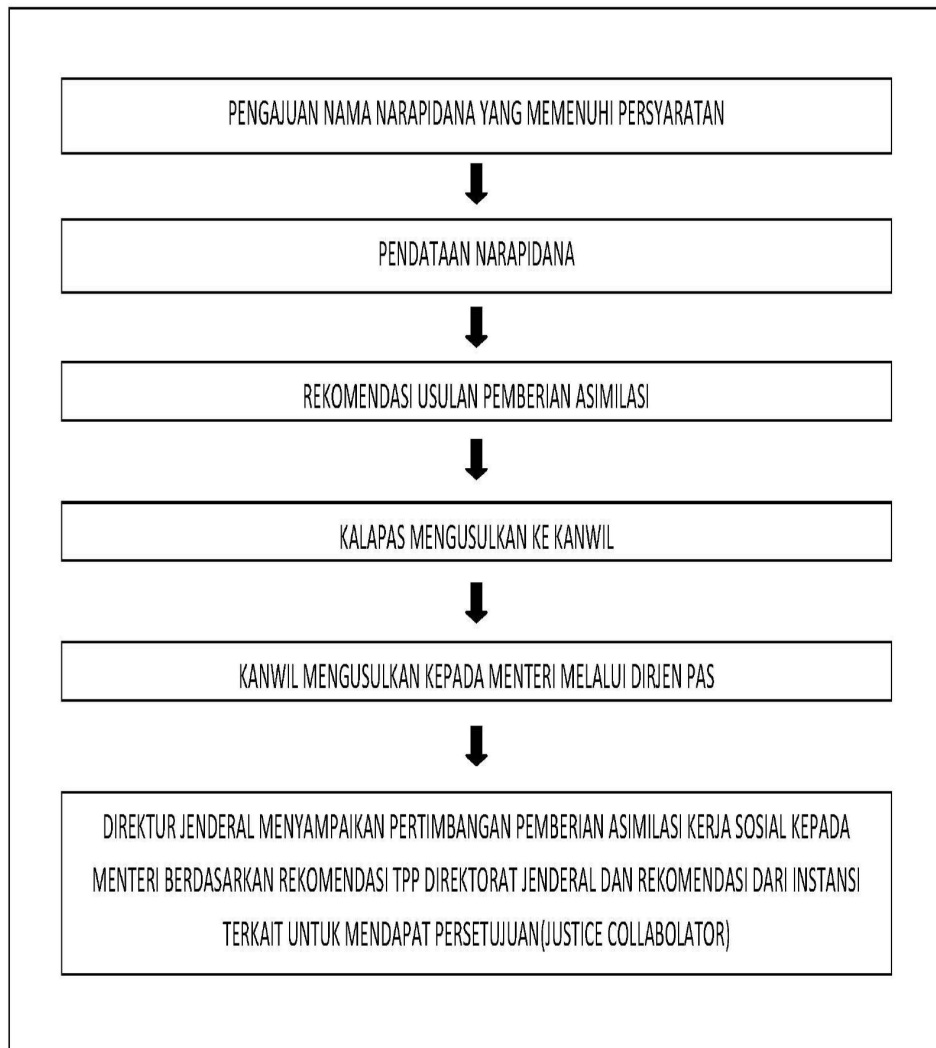 PENGAJUAN NAMA NARAPIDANA YANG MEMENUHI PERSYARATAN
PENDATAAN NARAPIDANA
REKOMENDASI USULAN PEMBERIAN ASIMILASI
KALAPAS MENGUSULKAN KE KANWIL
KANWIL MENGUSULKAN KEPADA MENTERI MELALUI DIRJEN PAS
DIREKTUR JENDERAL MENYAMPAIKAN PERTIMBANGAN PEMBERIAN ASIMILASI KERJA SOSIAL KEPADA
MENTERI BERDASARKAN REKOMENDASI TPP DIREKTORAT JENDERAL DAN REKOMENDASI DARI INSTANSI
TERKAIT UNTUK MENDAPAT PERSETUJUAN(JUSTICE COLLABOLATOR)